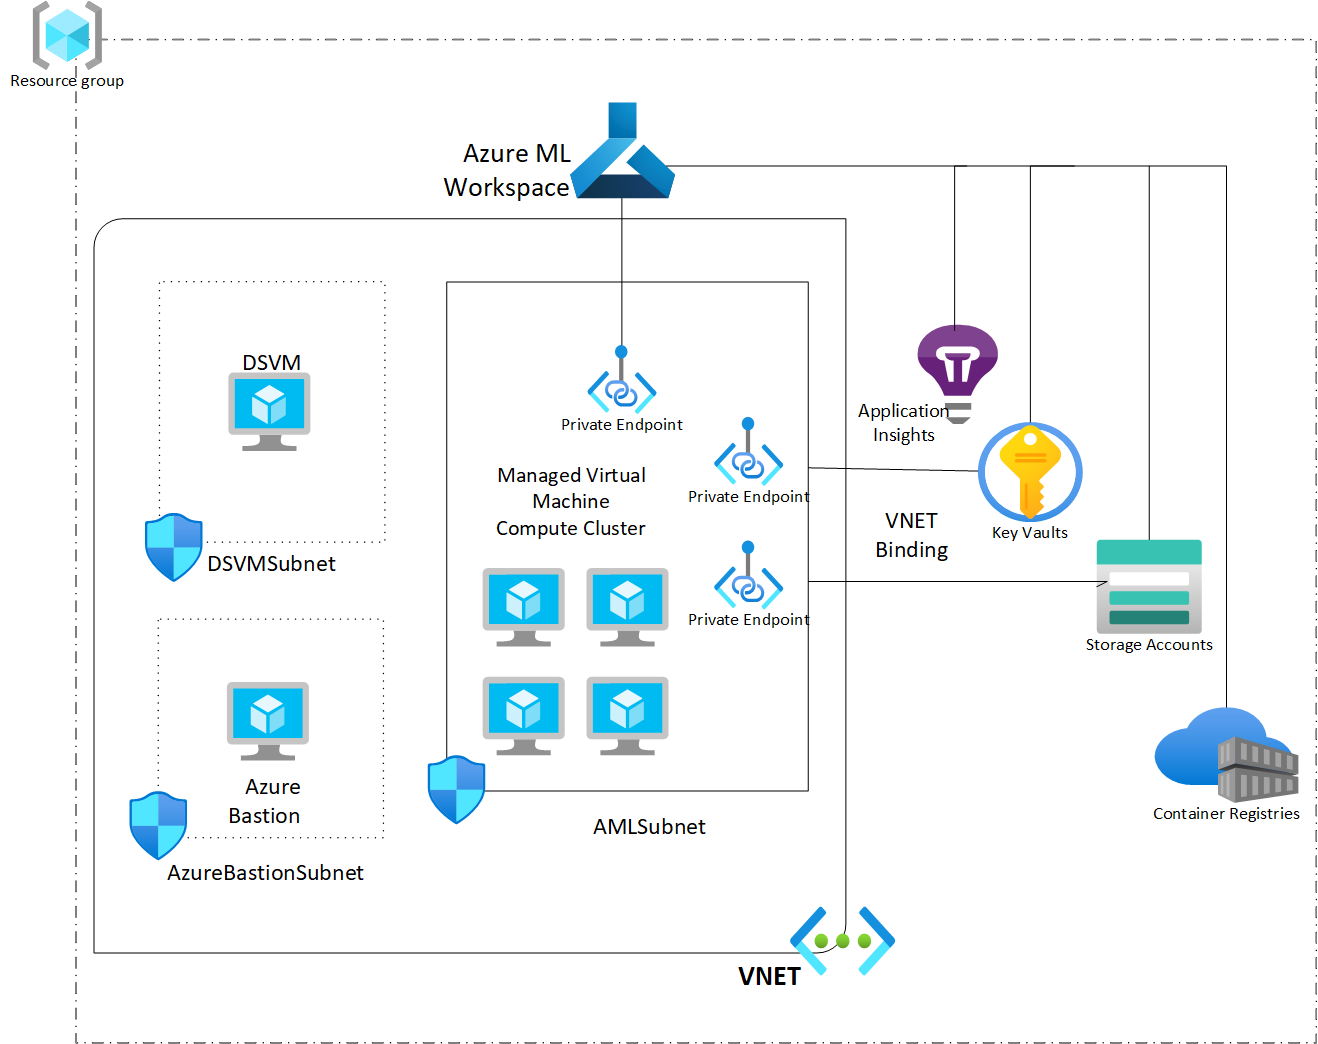 Resource group
Azure ML
Workspace
DSVM
Private Endpoint
Application
Insights
Managed Virtual
Machine
Compute Cluster
Private Endpoint
VNET
Binding
Key Vaults
DSVMSubnet
Private Endpoint
Storage Accounts
Azure
Bastion
AMLSubnet
Container Registries
AzureBastionSubnet
VNET